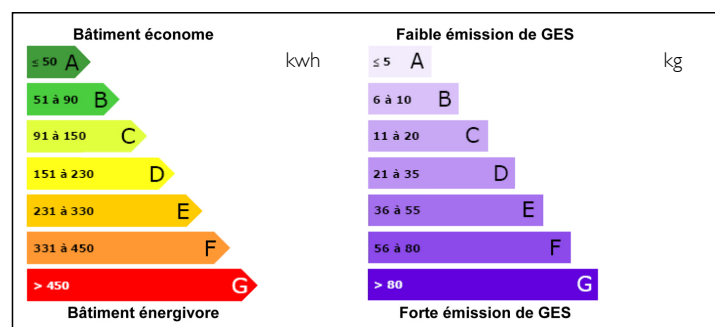 Bâtiment économe
≤ 50 A kwh
51 à 90 B
91 à 150 C
151 à 230 D
231 à 330 E
331 à 450 F
> 450 G
Bâtiment énergivore
Faible émission de GES
≤ 5 A kg
6 à 10 B
11 à 20 C
21 à 35 D
36 à 55 E
56 à 80 F
> 80 G
Forte émission de GES